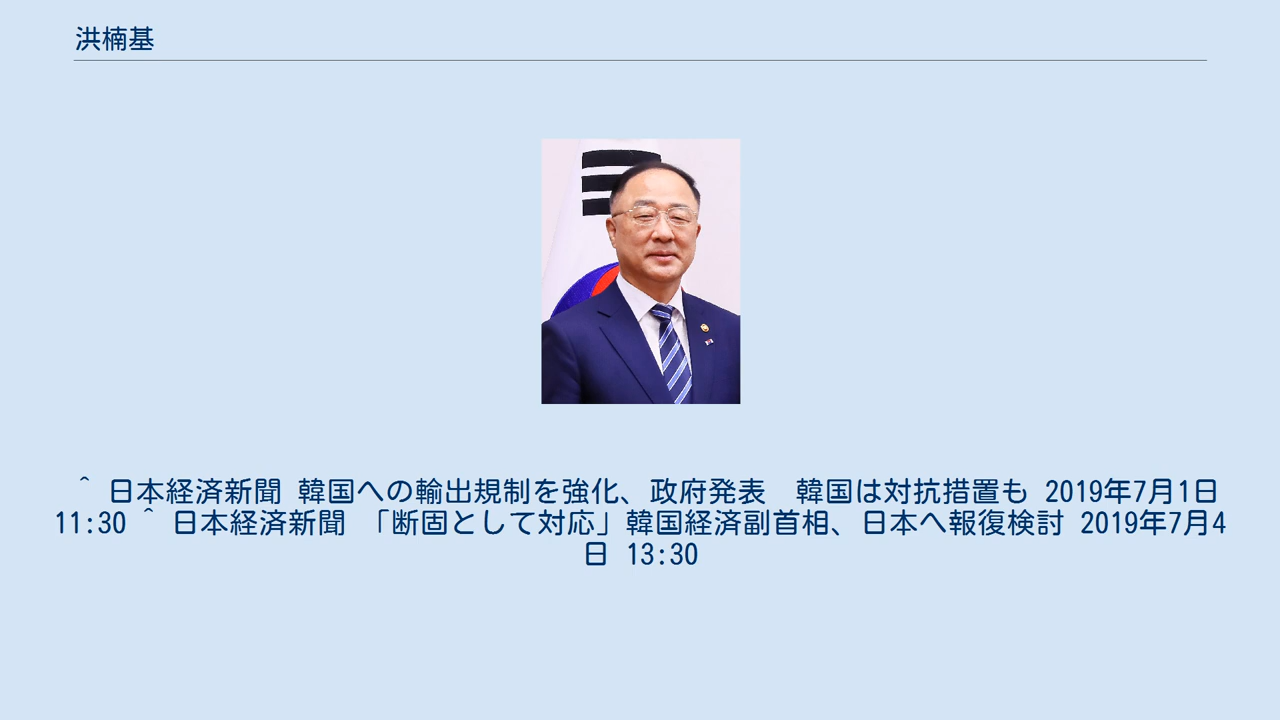 洪楠基
^ 日本経済新聞 韓国への輸出規制を強化、政府発表　韓国は対抗措置も 2019年7月1日
11:30 ^ 日本経済新聞 「断固として対応」韓国経済副首相、日本へ報復検討 2019年7月4
日 13:30